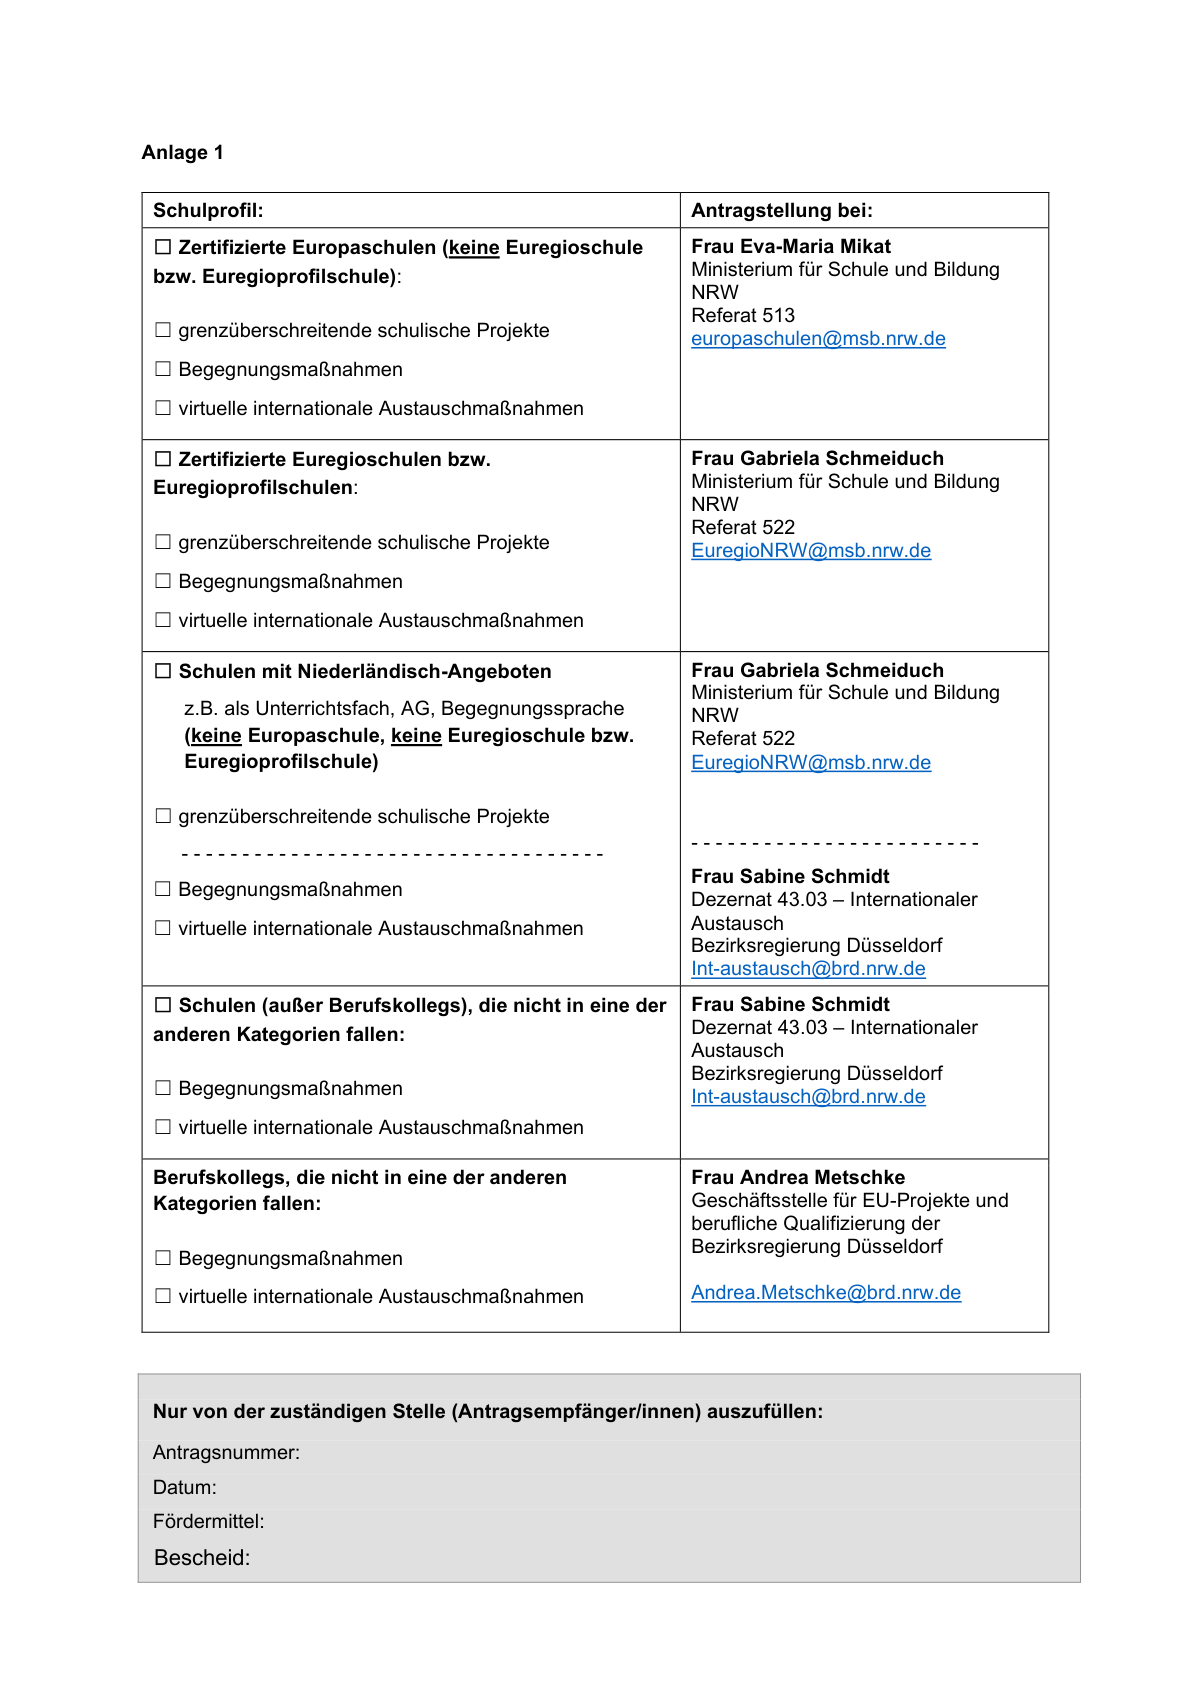 Anlage 1
Schulprofil:
Antragstellung bei:
☐ Zertifizierte Europaschulen (keine Euregioschule
bzw. Euregioprofilschule):
☐ grenzüberschreitende schulische Projekte
☐ Begegnungsmaßnahmen
☐ virtuelle internationale Austauschmaßnahmen
Frau Eva-Maria Mikat
Ministerium für Schule und Bildung
NRW
Referat 513
europaschulen@msb.nrw.de
☐ Zertifizierte Euregioschulen bzw.
Euregioprofilschulen:
☐ grenzüberschreitende schulische Projekte
☐ Begegnungsmaßnahmen
☐ virtuelle internationale Austauschmaßnahmen
Frau Gabriela Schmeiduch
Ministerium für Schule und Bildung
NRW
Referat 522
EuregioNRW@msb.nrw.de
☐ Schulen mit Niederländisch-Angeboten
z.B. als Unterrichtsfach, AG, Begegnungssprache
(keine Europaschule, keine Euregioschule bzw.
Euregioprofilschule)
☐ grenzüberschreitende schulische Projekte
- - - - - - - - - - - - - - - - - - - - - - - - - - - - - - - - - - -
☐ Begegnungsmaßnahmen
☐ virtuelle internationale Austauschmaßnahmen
Frau Gabriela Schmeiduch
Ministerium für Schule und Bildung
NRW
Referat 522
EuregioNRW@msb.nrw.de
- - - - - - - - - - - - - - - - - - - - - - - -
Frau Sabine Schmidt
Dezernat 43.03 – Internationaler
Austausch
Bezirksregierung Düsseldorf
Int-austausch@brd.nrw.de
☐ Schulen (außer Berufskollegs), die nicht in eine der
anderen Kategorien fallen:
☐ Begegnungsmaßnahmen
☐ virtuelle internationale Austauschmaßnahmen
Frau Sabine Schmidt
Dezernat 43.03 – Internationaler
Austausch
Bezirksregierung Düsseldorf
Int-austausch@brd.nrw.de
Berufskollegs, die nicht in eine der anderen
Kategorien fallen:
☐ Begegnungsmaßnahmen
☐ virtuelle internationale Austauschmaßnahmen
Frau Andrea Metschke
Geschäftsstelle für EU-Projekte und
berufliche Qualifizierung der
Bezirksregierung Düsseldorf
Andrea.Metschke@brd.nrw.de
Nur von der zuständigen Stelle (Antragsempfänger/innen) auszufüllen:
Antragsnummer:
Datum:
Fördermittel:
Bescheid: